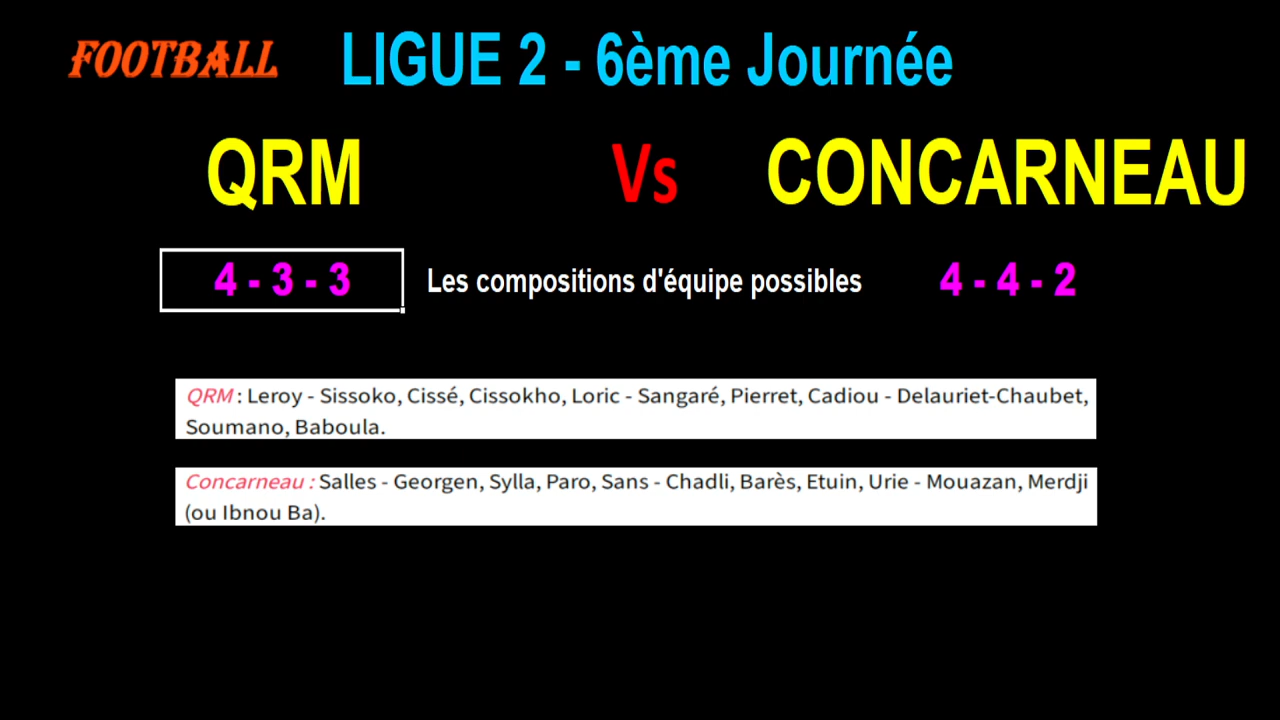 FOOTBALL LIGUE 2 - 6ème Journée
QRM Vs CONCARNEAU
4 - 3 - 3 Les compositions d'équipe possibles 4 - 4 - 2
QRM : Leroy - Sissoko, Cissé, Cissokho, Loric - Sangaré, Pierret, Cadiou - Delauriet-Chaubet,
Soumano, Baboula.
Concarneau : Salles - Georgen, Sylla, Paro, Sans - Chadli, Barès, Etuin, Urie - Mouazan, Merdji
(ou Ibnou Ba).